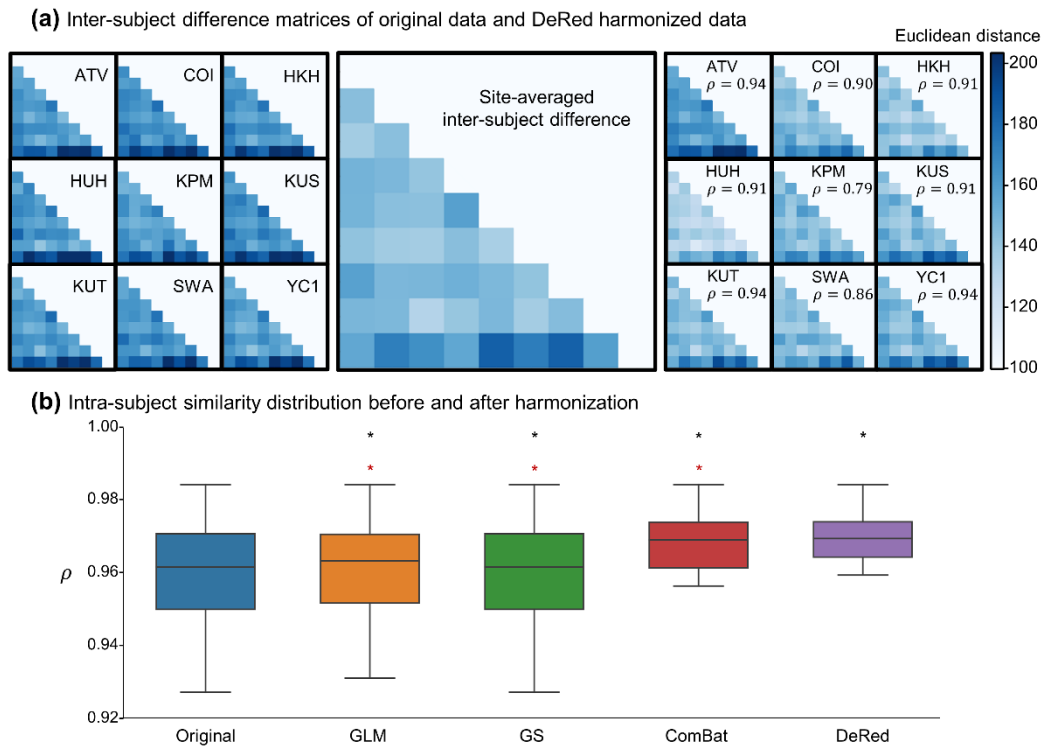 (a) Inter-subject difference matrices of original data and DeRed harmonized data
Euclidean distance
ATV COI HKH
HUH KPM KUS
KUT SWA YC1
Site-averaged
inter-subject difference
ATV COI HKH
ρ = 0.94 ρ = 0.90 ρ = 0.91
HUH KPM KUS
ρ = 0.91 ρ = 0.79 ρ = 0.91
KUT SWA YC1
ρ = 0.94 ρ = 0.86 ρ = 0.94
200
180
160
140
120
100
(b) Intra-subject similarity distribution before and after harmonization
1.00
0.98
0.96
0.94
0.92
ρ
* * * *
* * *
Original GLM GS ComBat DeRed